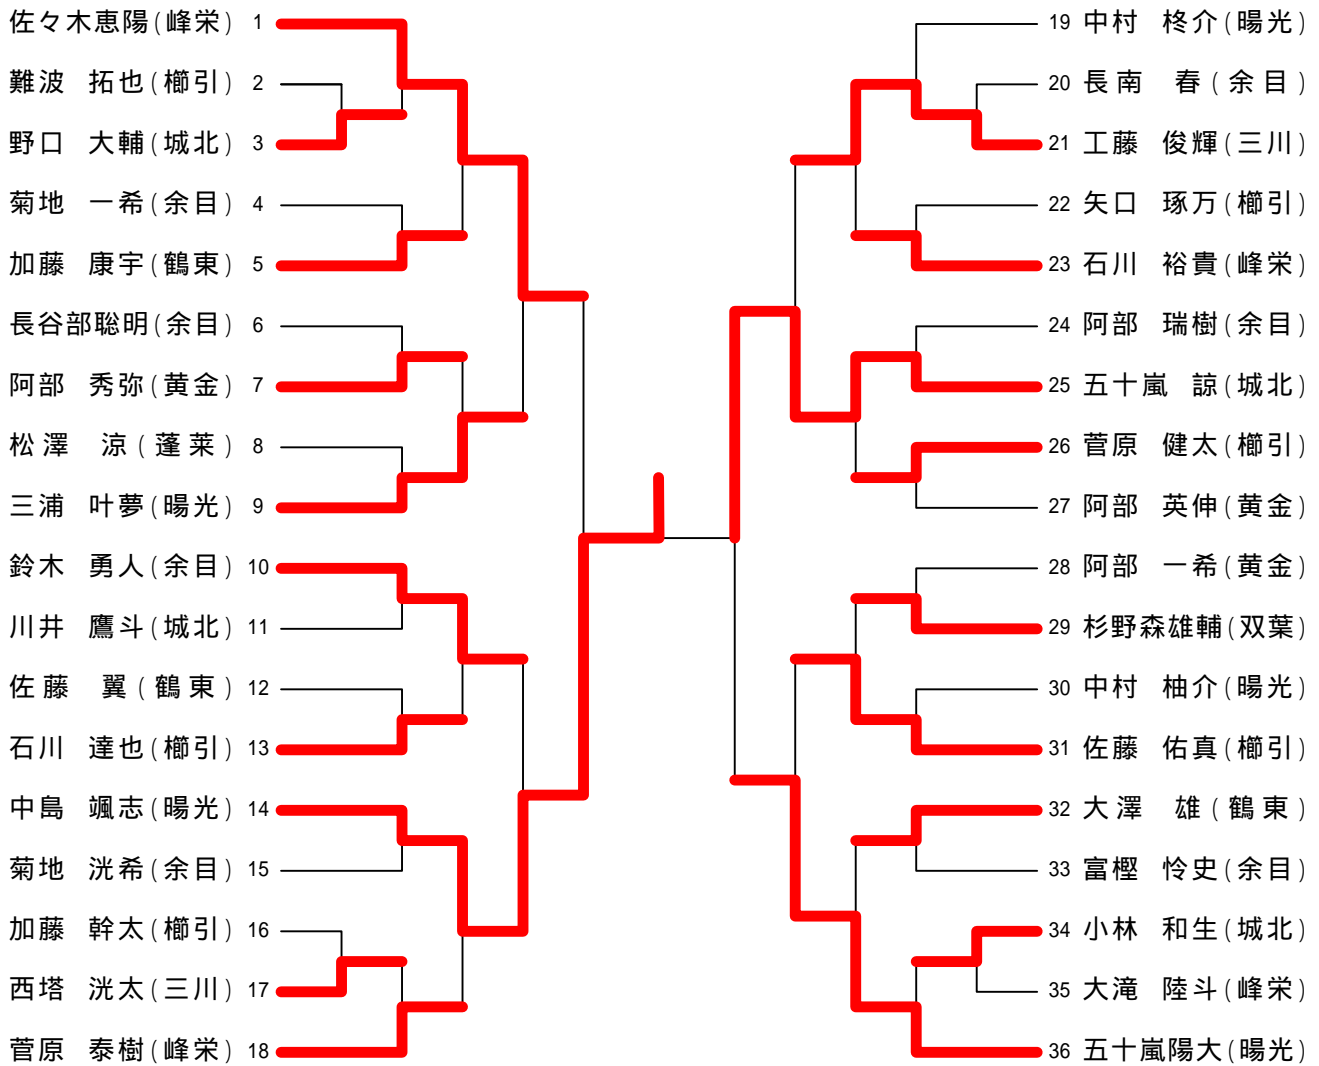 佐々木恵陽(峰栄) 1
難波 拓也(櫛引) 2
野口 大輔(城北) 3
菊地 一希(余目) 4
加藤 康宇(鶴東) 5
長谷部聡明(余目) 6
阿部 秀弥(黄金) 7
松澤 涼(蓬莱) 8
三浦 叶夢(暘光) 9
鈴木 勇人(余目) 10
川井 鷹斗(城北) 11
佐藤 翼(鶴東) 12
石川 達也(櫛引) 13
中島 颯志(暘光) 14
菊地 洸希(余目) 15
加藤 幹太(櫛引) 16
西塔 洸太(三川) 17
菅原 泰樹(峰栄) 18
19 中村 柊介(暘光)
20 長南 春(余目)
21 工藤 俊輝(三川)
22 矢口 琢万(櫛引)
23 石川 裕貴(峰栄)
24 阿部 瑞樹(余目)
25 五十嵐 諒(城北)
26 菅原 健太(櫛引)
27 阿部 英伸(黄金)
28 阿部 一希(黄金)
29 杉野森雄輔(双葉)
30 中村 柚介(暘光)
31 佐藤 佑真(櫛引)
32 大澤 雄(鶴東)
33 富樫 怜史(余目)
34 小林 和生(城北)
35 大滝 陸斗(峰栄)
36 五十嵐陽大(暘光)